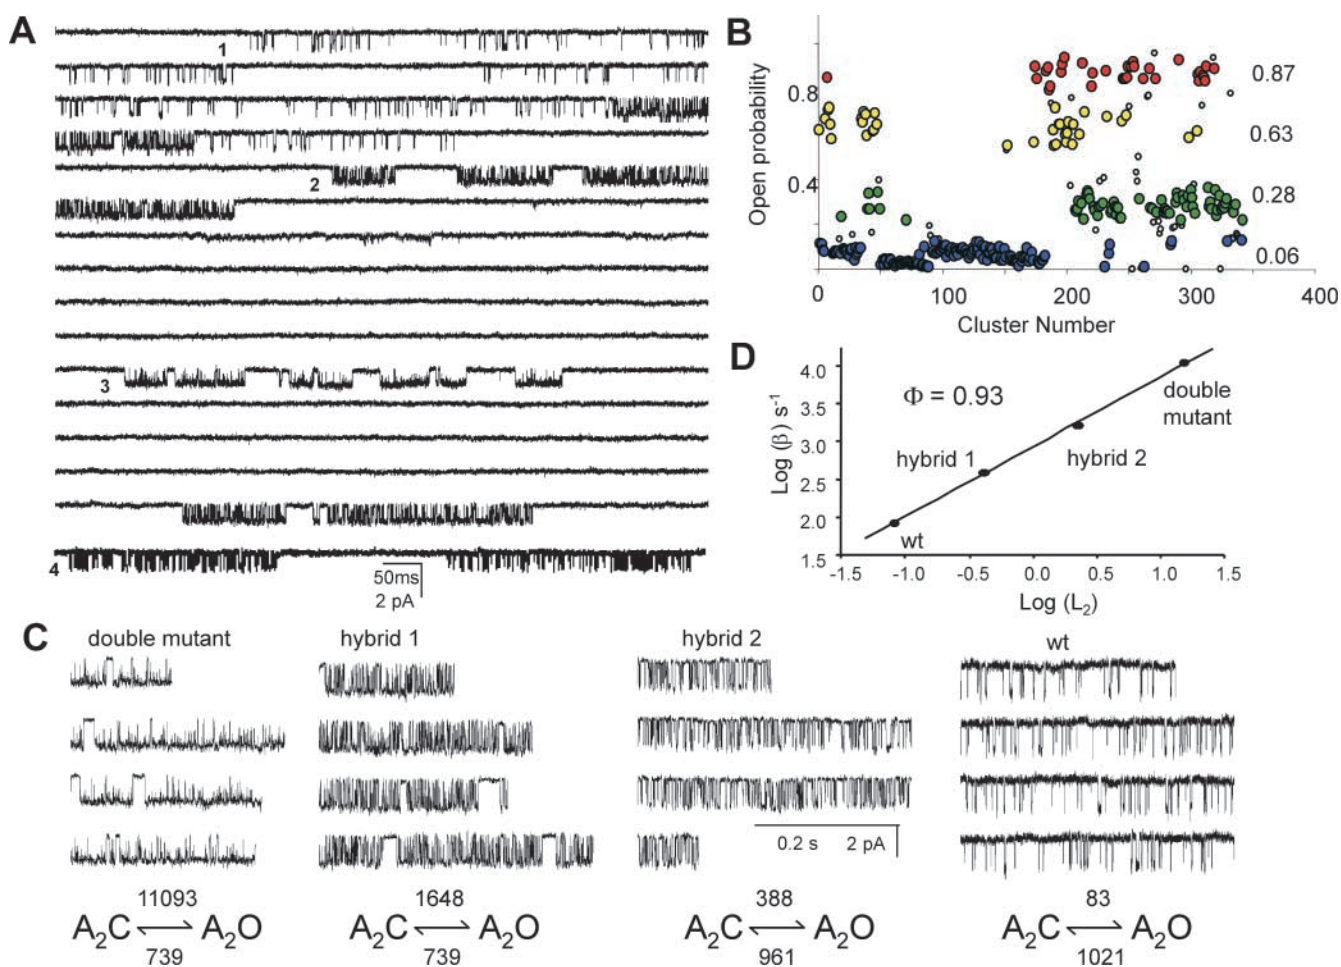 A
1
2
3
4
50ms
2 pA
B
Open probability
0.8
0.4
0
100
200
300
400
Cluster Number
0.87
0.63
0.28
0.06
D
Φ = 0.93
Log (β) s⁻¹
4.0
3.5
3.0
2.5
2.0
1.5
-1.5
-1.0
-0.5
0.0
0.5
1.0
1.5
Log (L₂)
double
mutant
hybrid 1
hybrid 2
wt
C
double mutant
hybrid 1
hybrid 2
wt
0.2 s 2 pA
11093
A₂C ⇌ A₂O
739
1648
A₂C ⇌ A₂O
739
388
A₂C ⇌ A₂O
961
83
A₂C ⇌ A₂O
1021